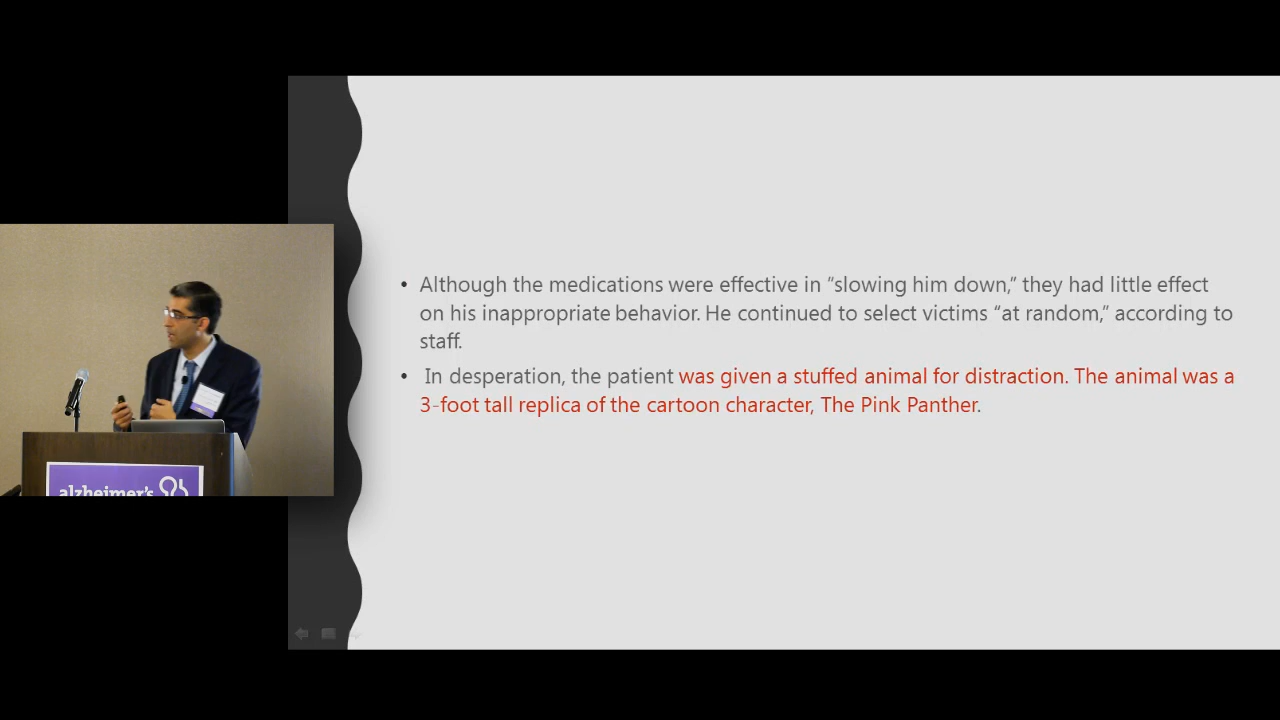 • Although the medications were effective in "slowing him down," they had little effect
on his inappropriate behavior. He continued to select victims “at random,” according to
staff.
• In desperation, the patient was given a stuffed animal for distraction. The animal was a
3-foot tall replica of the cartoon character, The Pink Panther.
alzheimer's